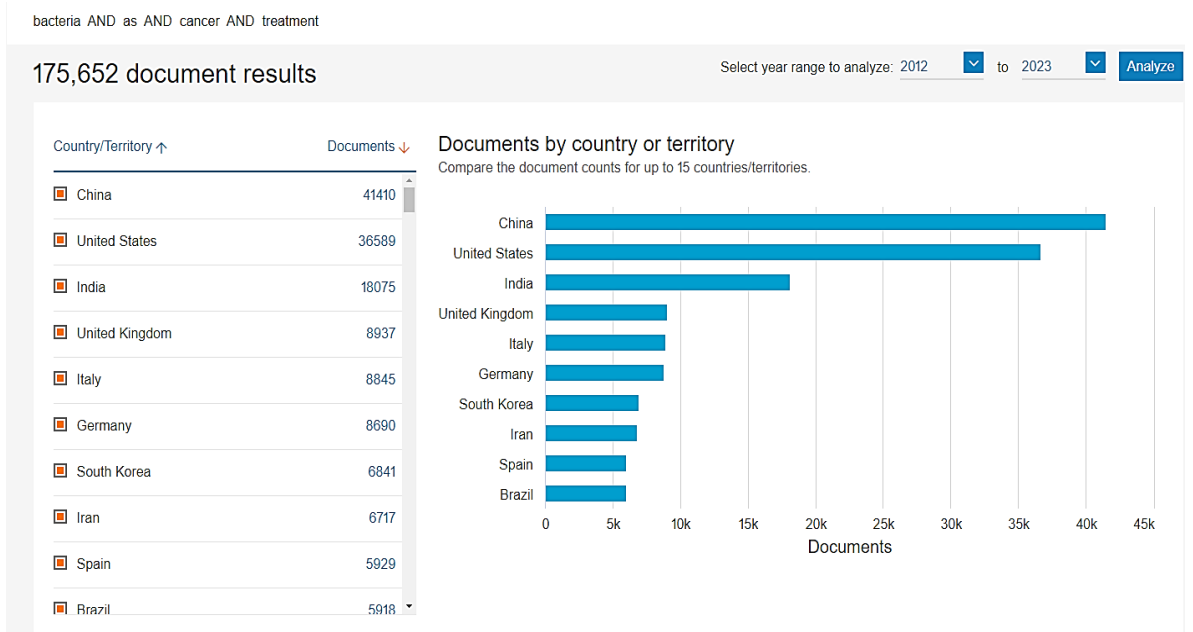 bacteria AND as AND cancer AND treatment
175,652 document results
Select year range to analyze: 2012 to 2023 Analyze
Country/Territory Documents
China 41410
United States 36589
India 18075
United Kingdom 8937
Italy 8845
Germany 8690
South Korea 6841
Iran 6717
Spain 5929
Brazil 5918
Documents by country or territory
Compare the document counts for up to 15 countries/territories.
China
United States
India
United Kingdom
Italy
Germany
South Korea
Iran
Spain
Brazil
0 5k 10k 15k 20k 25k 30k 35k 40k 45k
Documents